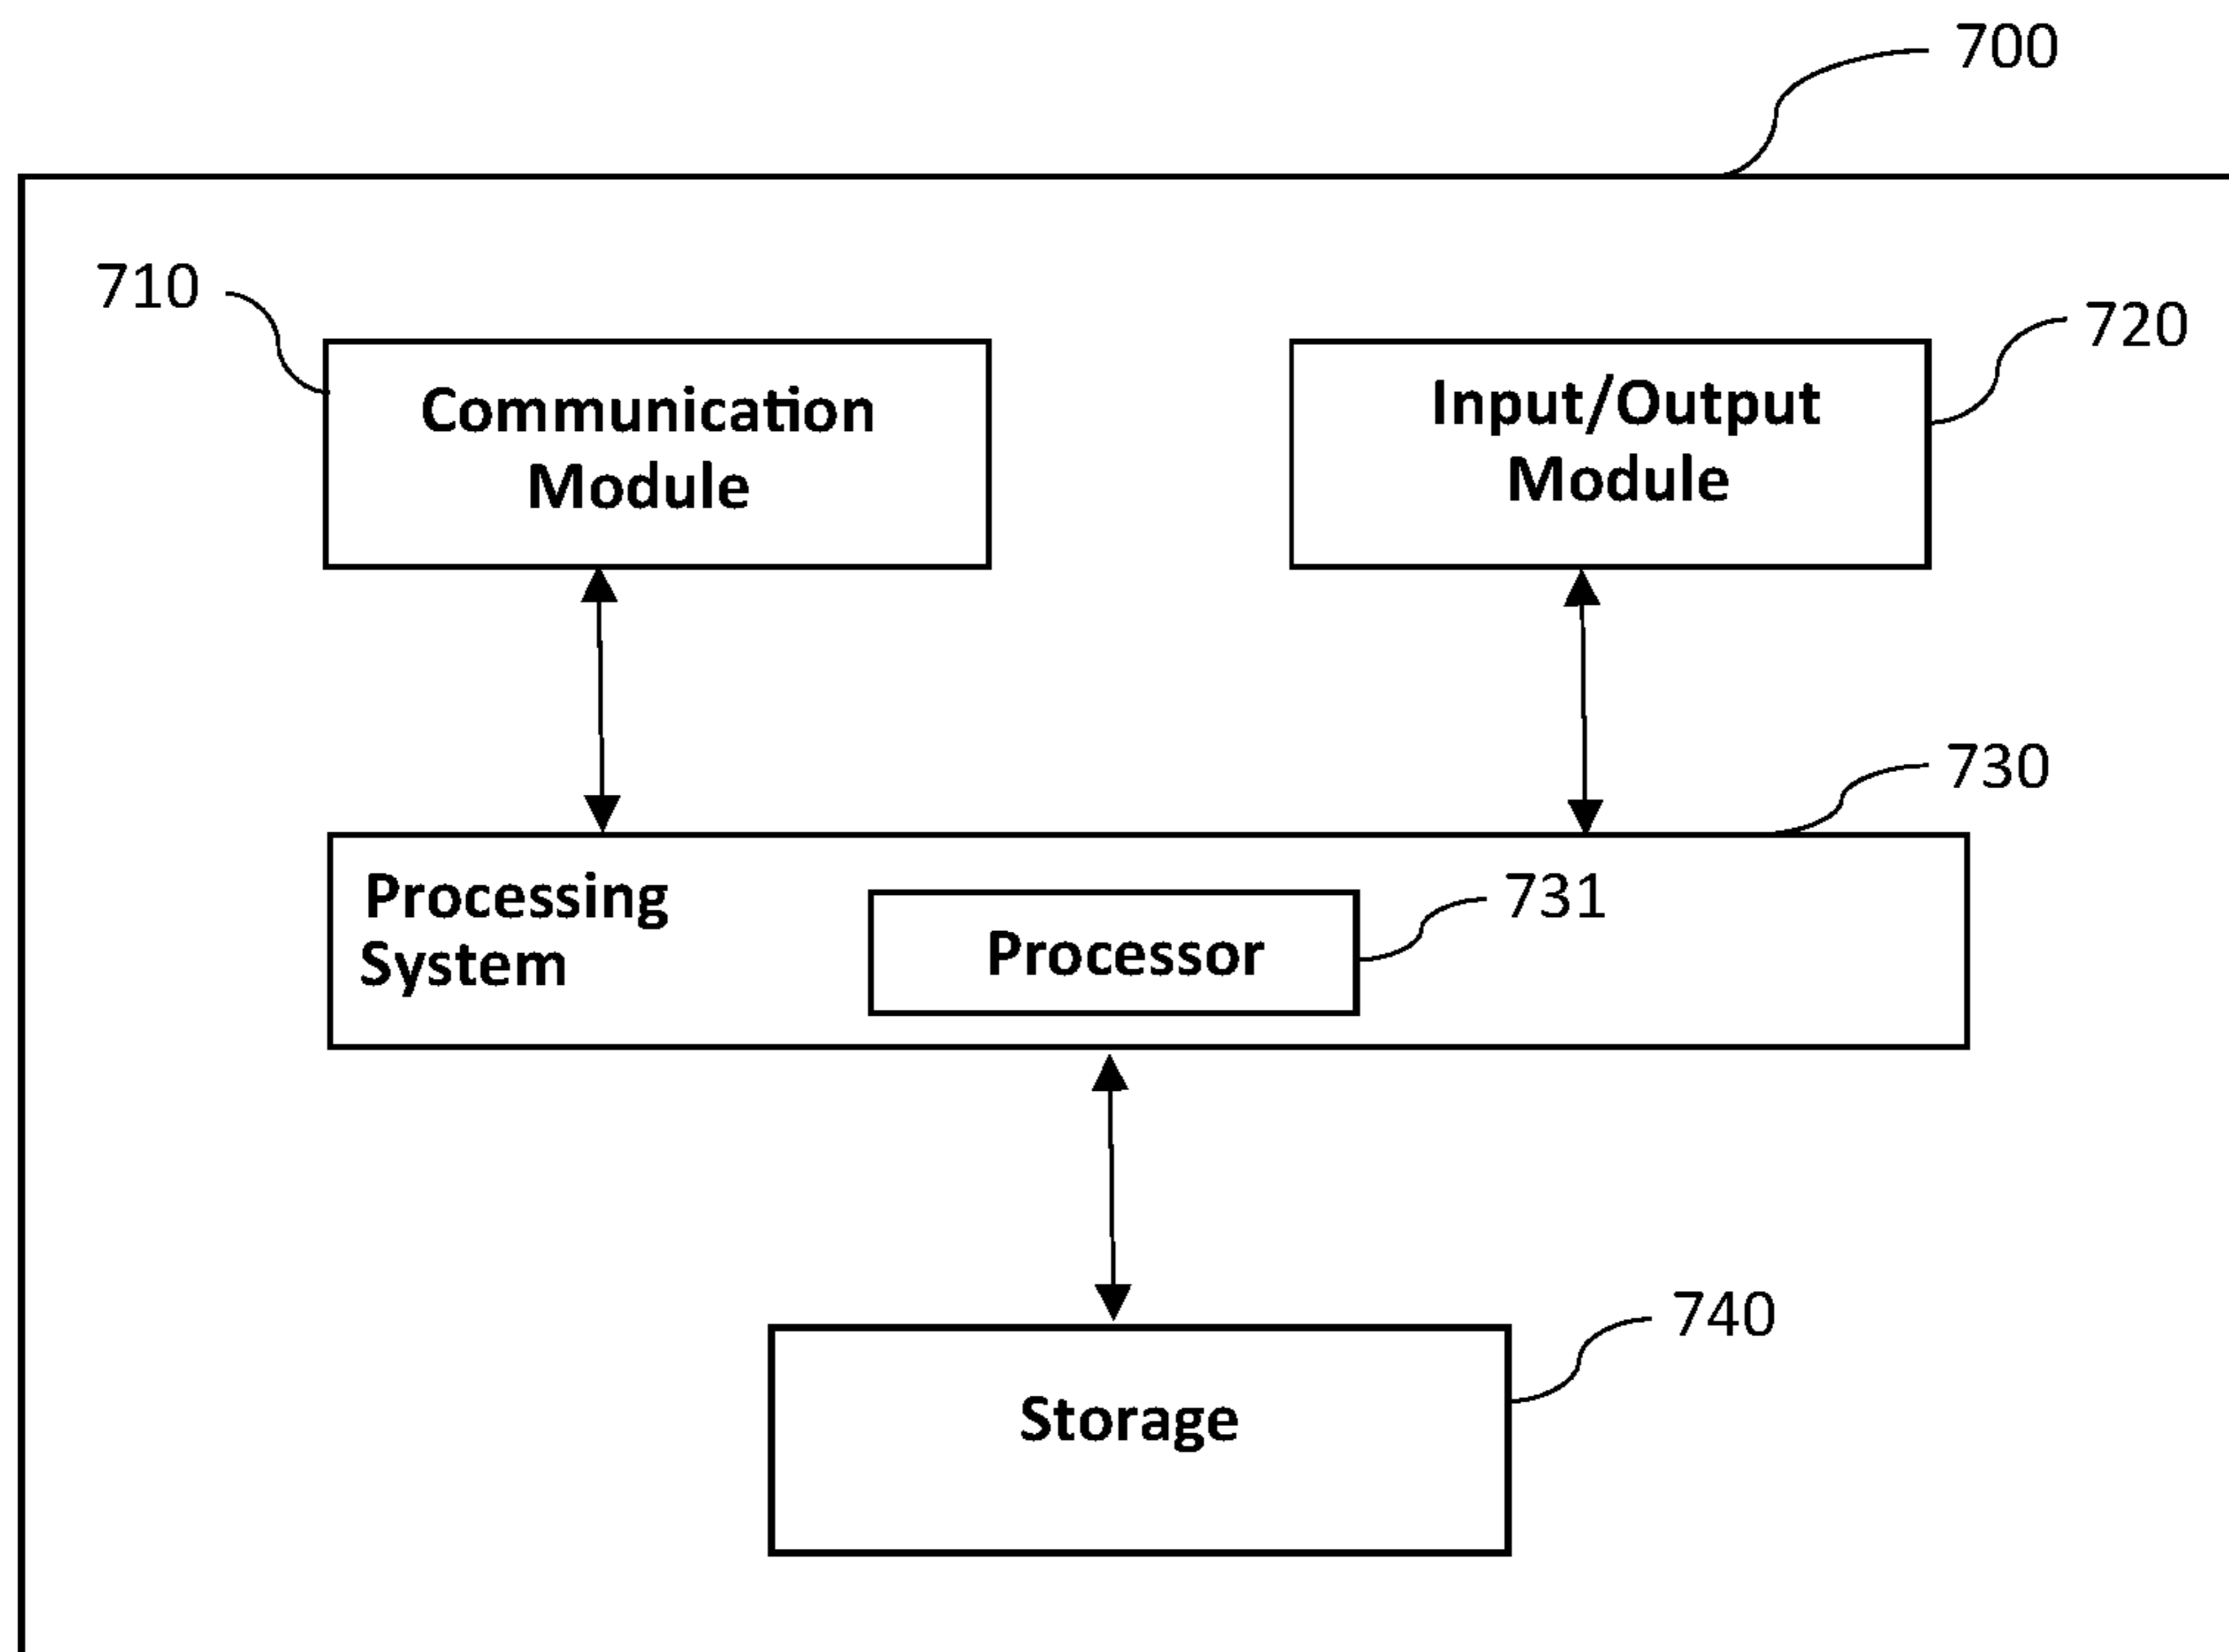 700
710
720
Communication
Module
Input/Output
Module
730
Processing
System
Processor
731
740
Storage